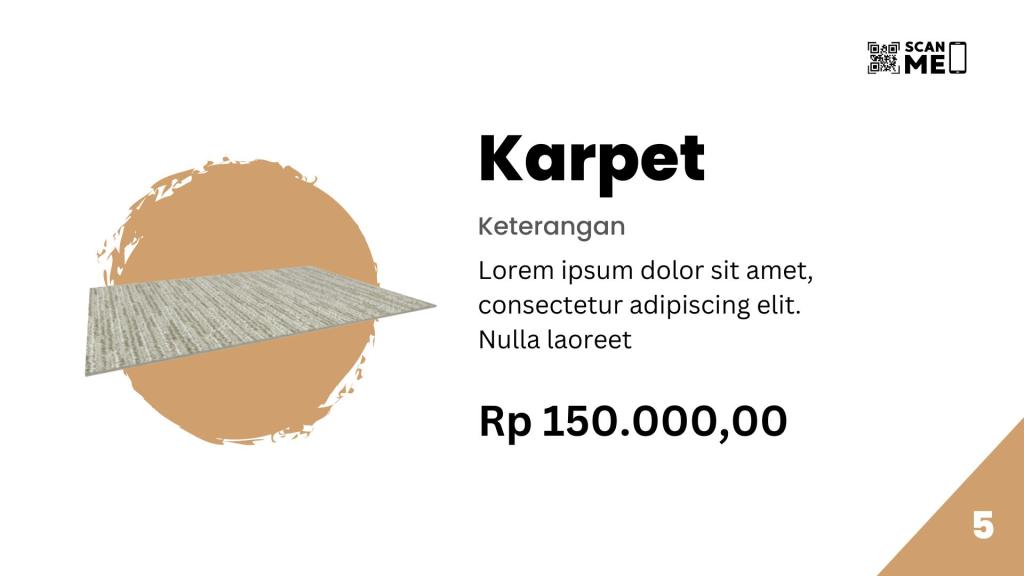 SCAN
ME
Karpet
Keterangan
Lorem ipsum dolor sit amet,
consectetur adipiscing elit.
Nulla laoreet
Rp 150.000,00
5